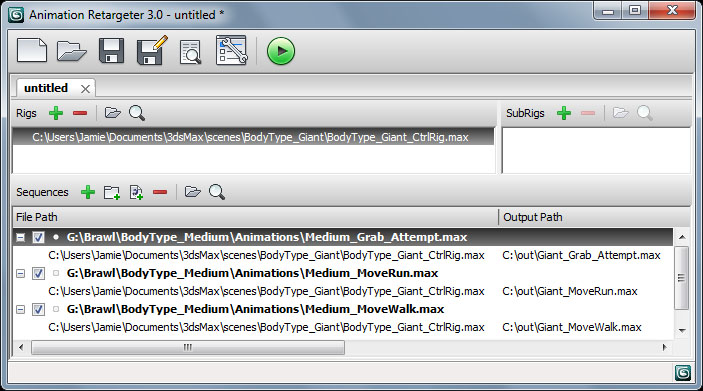 Animation Retargeter 3.0 - untitled *
untitled
Rigs
SubRigs
C:\Users\Jamie\Documents\3dsMax\scenes\BodyType_Giant\BodyType_Giant_CtrlRig.max
Sequences
File Path Output Path
G:\Brawl\BodyType_Medium\Animations\Medium_Grab_Attempt.max
C:\Users\Jamie\Documents\3dsMax\scenes\BodyType_Giant\BodyType_Giant_CtrlRig.max C:\out\Giant_Grab_Attempt.max
G:\Brawl\BodyType_Medium\Animations\Medium_MoveRun.max
C:\Users\Jamie\Documents\3dsMax\scenes\BodyType_Giant\BodyType_Giant_CtrlRig.max C:\out\Giant_MoveRun.max
G:\Brawl\BodyType_Medium\Animations\Medium_MoveWalk.max
C:\Users\Jamie\Documents\3dsMax\scenes\BodyType_Giant\BodyType_Giant_CtrlRig.max C:\out\Giant_MoveWalk.max